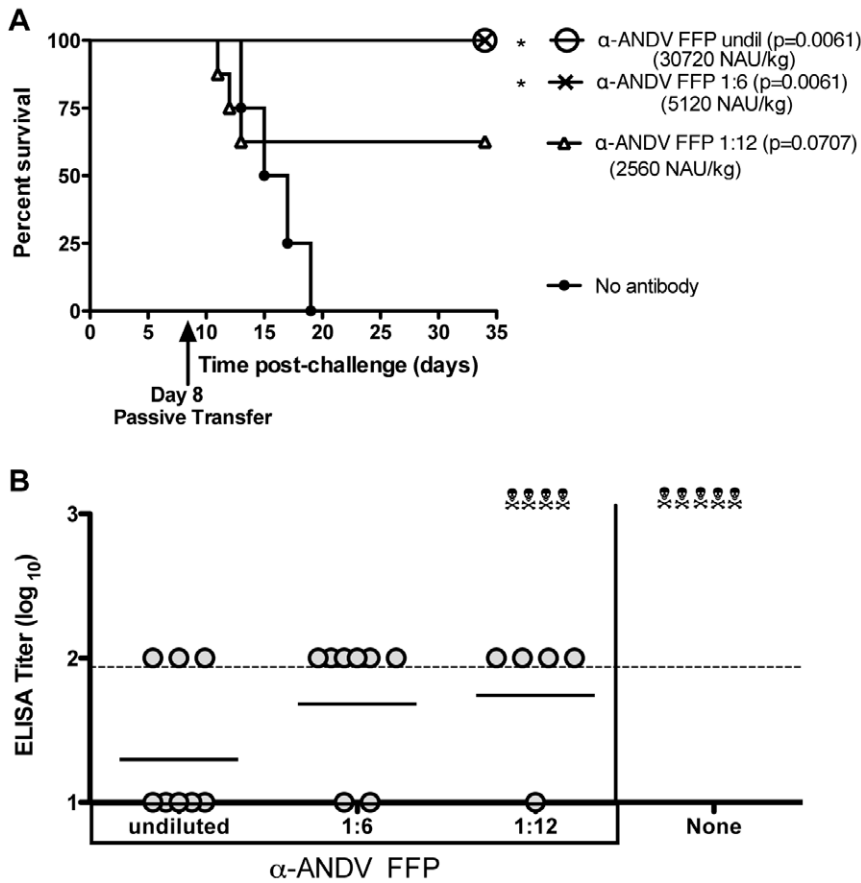 A
100
75
50
25
0
Percent survival
0 5 10 15 20 25 30 35
Time post-challenge (days)
Day 8
Passive Transfer
* α-ANDV FFP undil (p=0.0061)
(30720 NAU/kg)
* α-ANDV FFP 1:6 (p=0.0061)
(5120 NAU/kg)
α-ANDV FFP 1:12 (p=0.0707)
(2560 NAU/kg)
No antibody
B
3
2
1
ELISA Titer (log 10)
undiluted 1:6 1:12 None
α-ANDV FFP